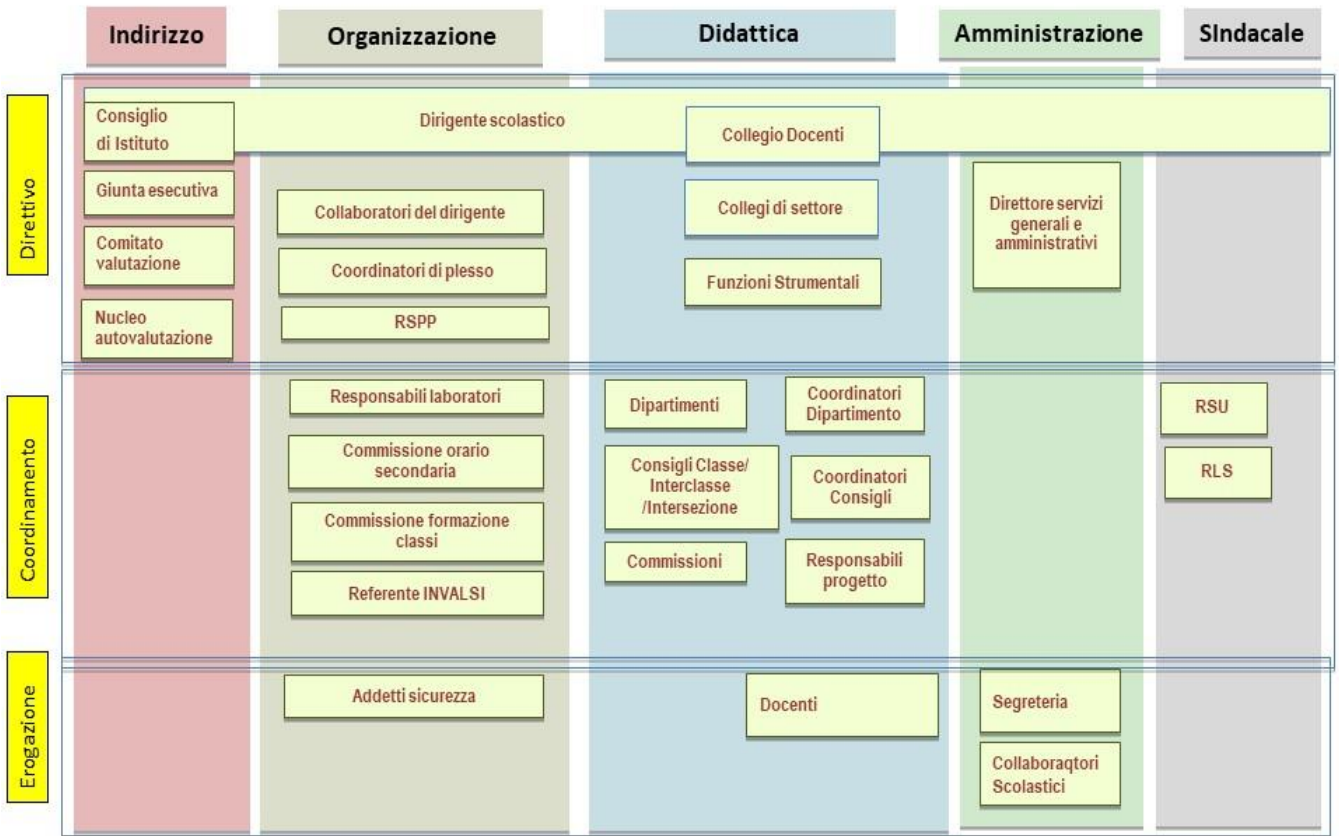 Indirizzo
Organizzazione
Didattica
Amministrazione
SIndacale
Direttivo
Consiglio
di Istituto
Dirigente scolastico
Collegio Docenti
Giunta esecutiva
Collaboratori del dirigente
Collegi di settore
Direttore servizi
generali e
amministrativi
Comitato
valutazione
Coordinatori di plesso
Funzioni Strumentali
Nucleo
autovalutazione
RSPP
Coordinamento
Responsabili laboratori
Dipartimenti
Coordinatori
Dipartimento
RSU
Commissione orario
secondaria
Consigli Classe/
Interclasse
/Intersezione
Coordinatori
Consigli
RLS
Commissione formazione
classi
Commissioni
Responsabili
progetto
Referente INVALSI
Erogazione
Addetti sicurezza
Docenti
Segreteria
Collaboraqtori
Scolastici